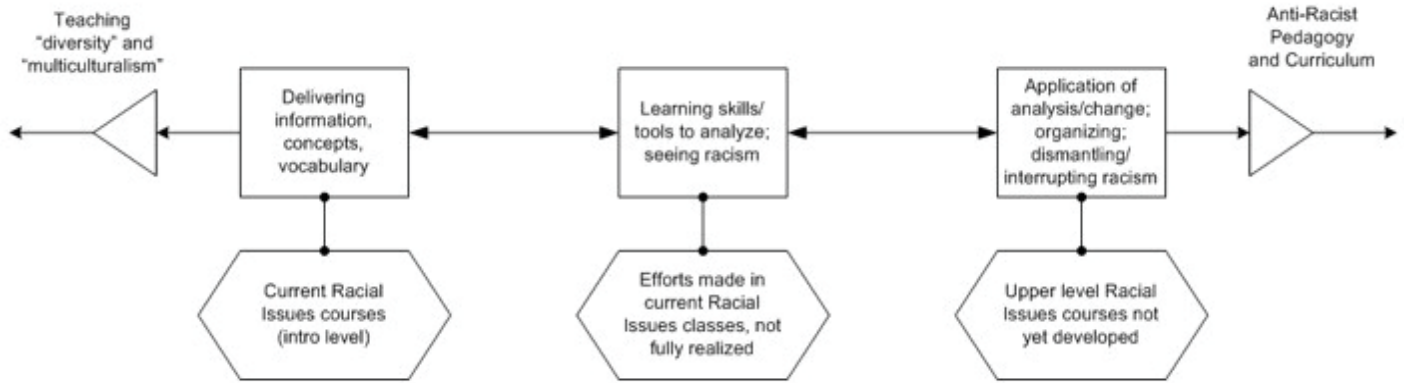 Teaching
“diversity” and
“multiculturalism”
Delivering
information,
concepts,
vocabulary
Learning skills/
tools to analyze;
seeing racism
Application of
analysis/change;
organizing;
dismantling/
interrupting racism
Anti-Racist
Pedagogy
and Curriculum
Current Racial
Issues courses
(intro level)
Efforts made in
current Racial
Issues classes, not
fully realized
Upper level Racial
Issues courses not
yet developed